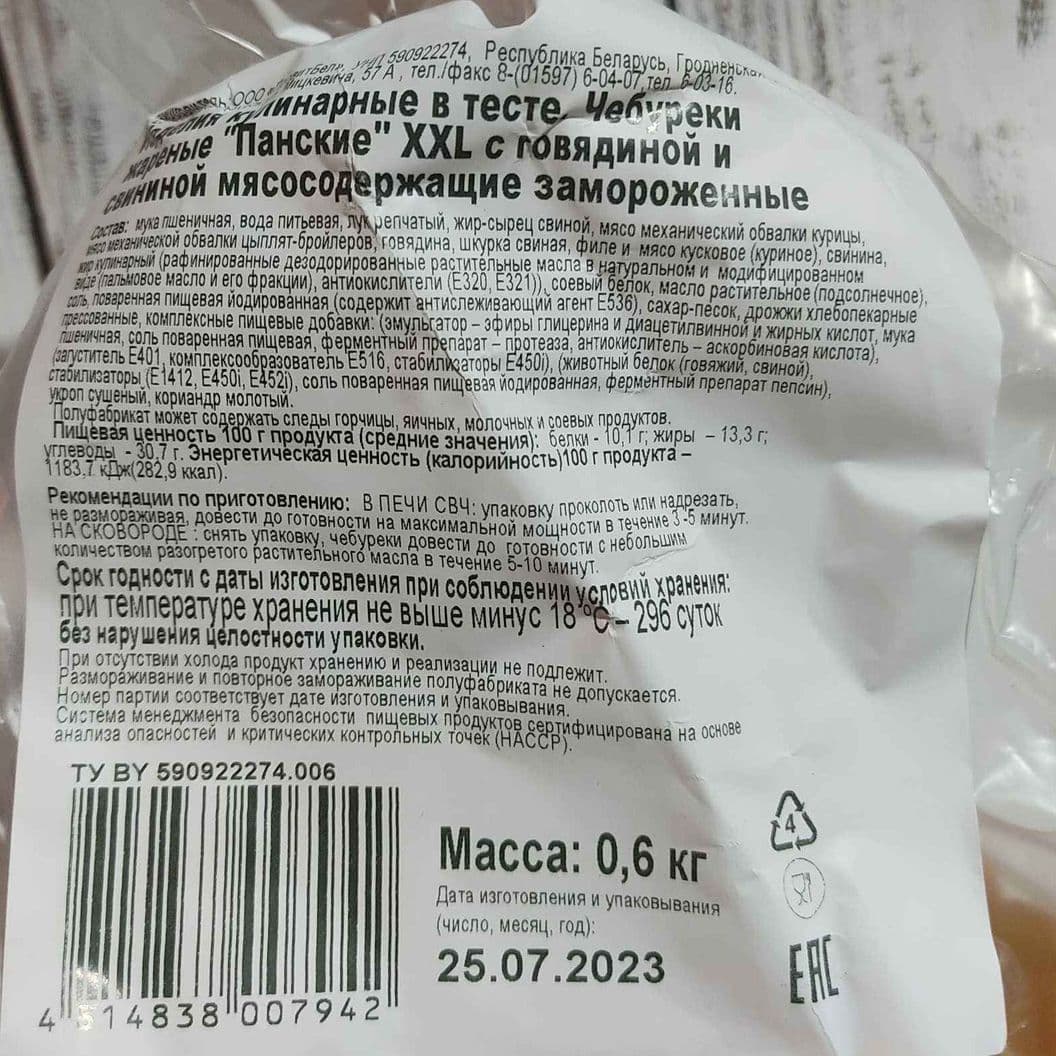 УНП 590922274, Республика Беларусь, Гродненская
57 А, тел./факс 8-(01597) 6-04-07, тел. 6-03-16.
Изделия кулинарные в тесте. Чебуреки
жареные "Панские" XXL с говядиной и
свининой мясосодержащие замороженные
Состав: мука пшеничная, вода питьевая, лук репчатый, жир-сырец свиной, мясо механический обвалки курицы,
мясо механической обвалки цыплят-бройлеров, говядина, шкурка свиная, филе и мясо кусковое (куриное), свинина,
жир кулинарный (рафинированные дезодорированные растительные масла в натуральном и модифицированном
виде (пальмовое масло и его фракции), антиокислители (Е320, Е321)), соевый белок, масло растительное (подсолнечное),
соль поваренная пищевая йодированная (содержит антислеживающий агент Е536), сахар-песок, дрожжи хлебопекарные
прессованные, комплексные пищевые добавки: (эмульгатор – эфиры глицерина и диацетилвинной и жирных кислот, мука
пшеничная, соль поваренная пищевая, ферментный препарат – протеаза, антиокислитель – аскорбиновая кислота),
(загуститель Е401, комплексообразователь Е516, стабилизаторы Е450i), (животный белок (говяжий, свиной),
стабилизаторы (Е1412, Е450i, Е452i), соль поваренная пищевая йодированная, ферментный препарат пепсин),
укроп сушеный, кориандр молотый.
Полуфабрикат может содержать следы горчицы, яичных, молочных и соевых продуктов.
Пищевая ценность 100 г продукта (средние значения): белки - 10,1 г; жиры – 13,3 г;
углеводы - 30,7 г. Энергетическая ценность (калорийность)100 г продукта –
1183,7 кДж(282,9 ккал).
Рекомендации по приготовлению: В ПЕЧИ СВЧ: упаковку проколоть или надрезать,
не размораживая, довести до готовности на максимальной мощности в течение 3-5 минут.
НА СКОВОРОДЕ : снять упаковку, чебуреки довести до готовности с небольшим
количеством разогретого растительного масла в течение 5-10 минут.
Срок годности с даты изготовления при соблюдении условий хранения:
при температуре хранения не выше минус 18°С – 296 суток
без нарушения целостности упаковки.
При отсутствии холода продукт хранению и реализации не подлежит.
Размораживание и повторное замораживание полуфабриката не допускается.
Номер партии соответствует дате изготовления и упаковывания.
Система менеджмента безопасности пищевых продуктов сертифицирована на основе
анализа опасностей и критических контрольных точек (НАССР).
ТУ BY 590922274.006
Масса: 0,6 кг
4
Дата изготовления и упаковывания
(число, месяц, год):
25.07.2023
ЕАС
4 814838 007942